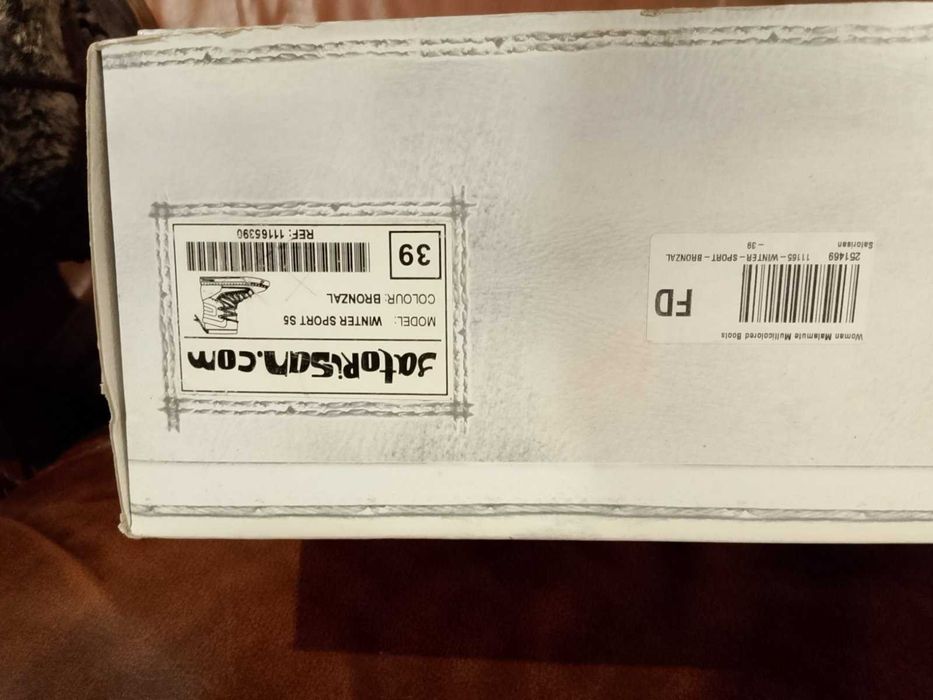 Woman Malamute Multicolored Boots
FD
251469 11165 - WINTER - SPORT - BRONZAL
Satorisan - 39
satoRiSan.com
MODEL: WINTER SPORT S5
COLOUR: BRONZAL
39
REF: 11165390